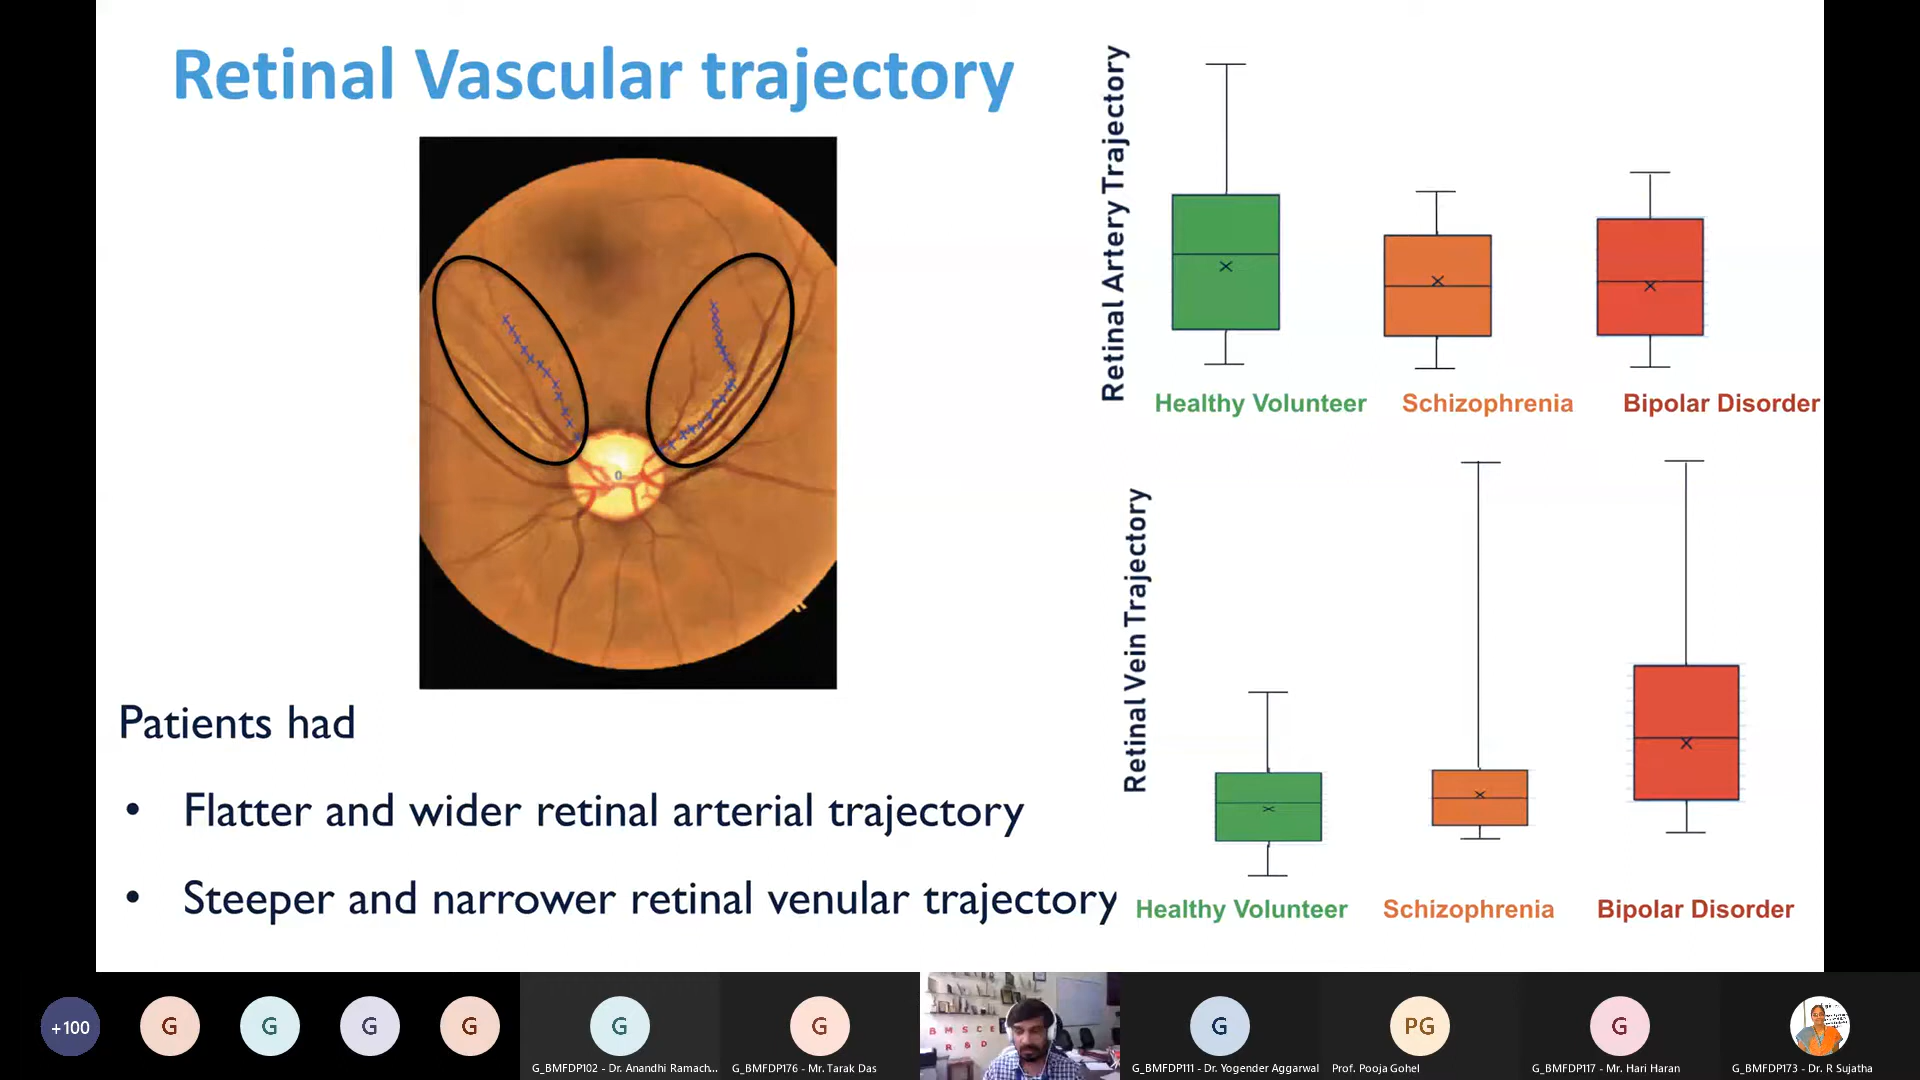 Retinal Vascular trajectory
0
Patients had
• Flatter and wider retinal arterial trajectory
• Steeper and narrower retinal venular trajectory
Retinal Artery Trajectory
Healthy Volunteer
Schizophrenia
Bipolar Disorder
Retinal Vein Trajectory
Healthy Volunteer
Schizophrenia
Bipolar Disorder
+100
G
G
G
G
G
G_BMFDP102 - Dr. Anandhi Ramach...
G
G_BMFDP176 - Mr. Tarak Das
B M S C E
R & D
G
G_BMFDP111 - Dr. Yogender Aggarwal
PG
Prof. Pooja Gohel
G
G_BMFDP117 - Mr. Hari Haran
G_BMFDP173 - Dr. R Sujatha